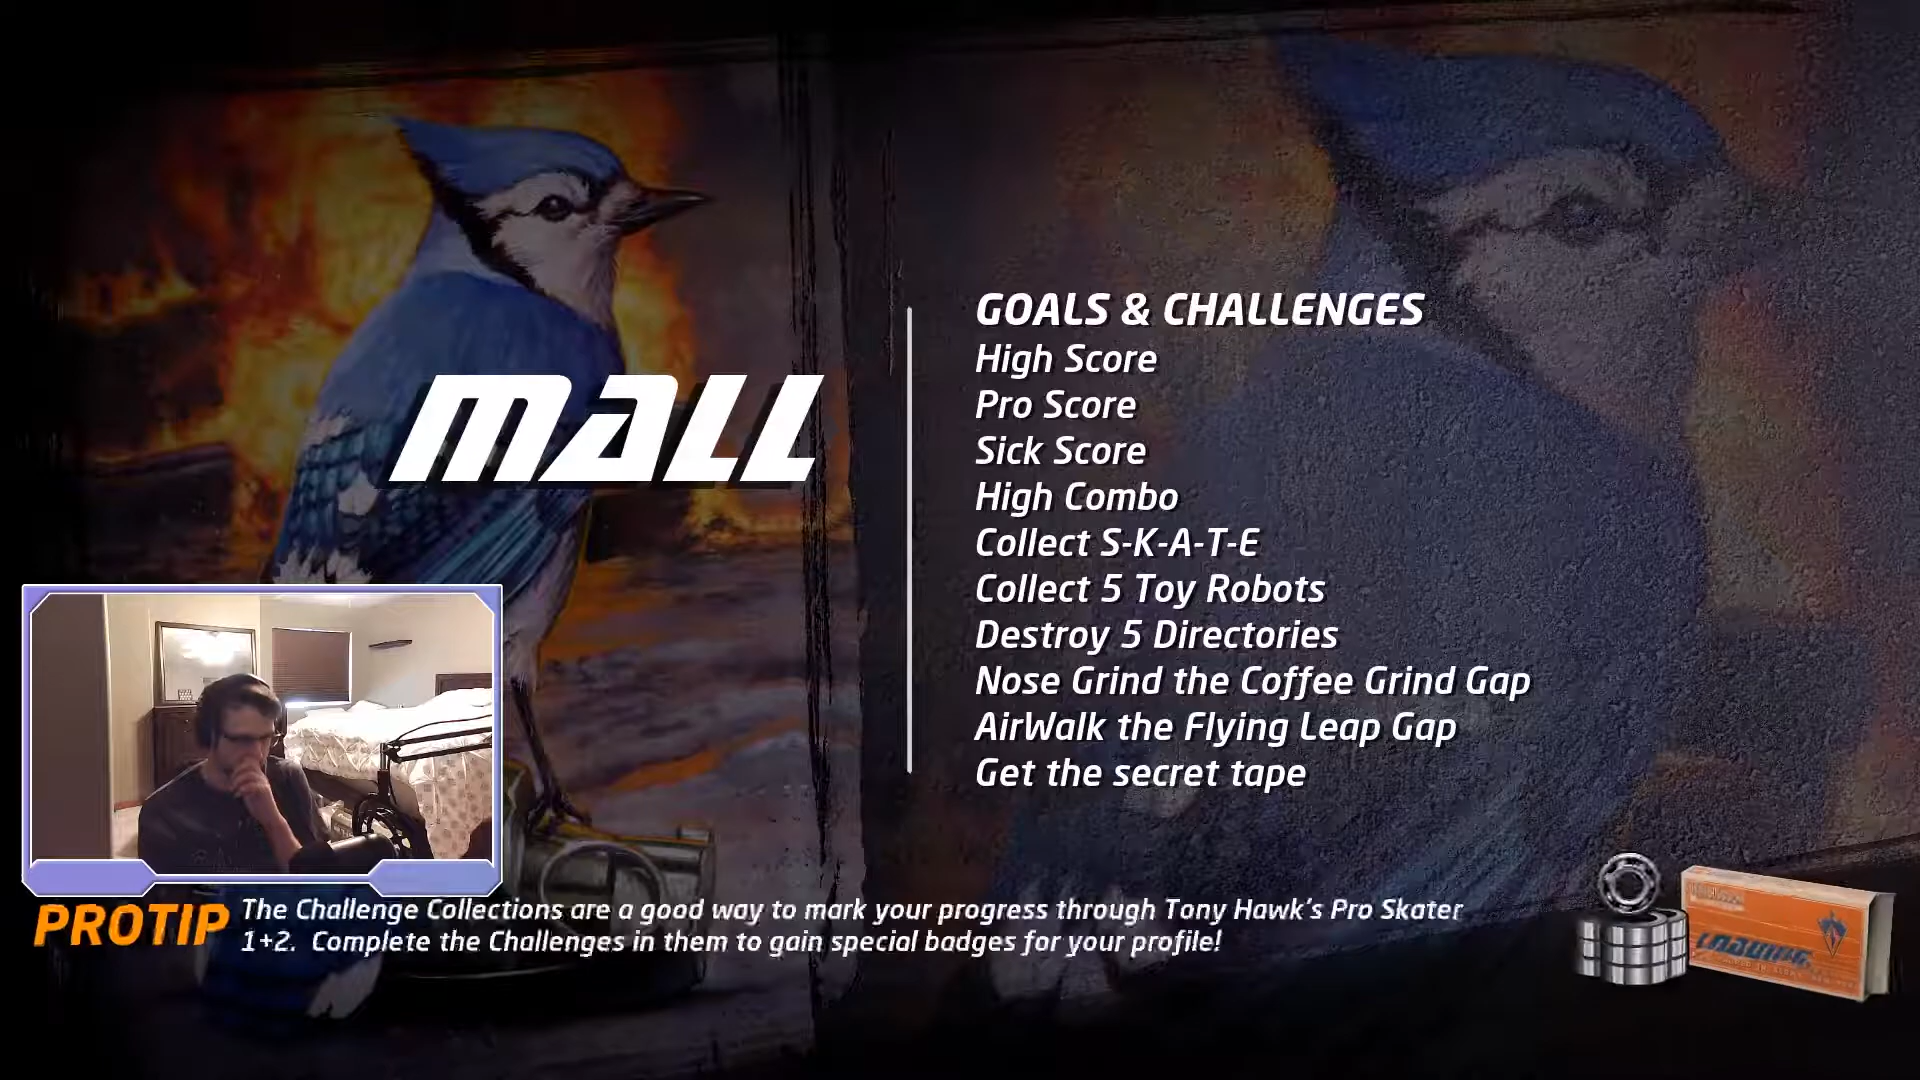 MALL
GOALS & CHALLENGES
High Score
Pro Score
Sick Score
High Combo
Collect S-K-A-T-E
Collect 5 Toy Robots
Destroy 5 Directories
Nose Grind the Coffee Grind Gap
AirWalk the Flying Leap Gap
Get the secret tape
PROTIP
The Challenge Collections are a good way to mark your progress through Tony Hawk's Pro Skater
1+2. Complete the Challenges in them to gain special badges for your profile!
LOADING